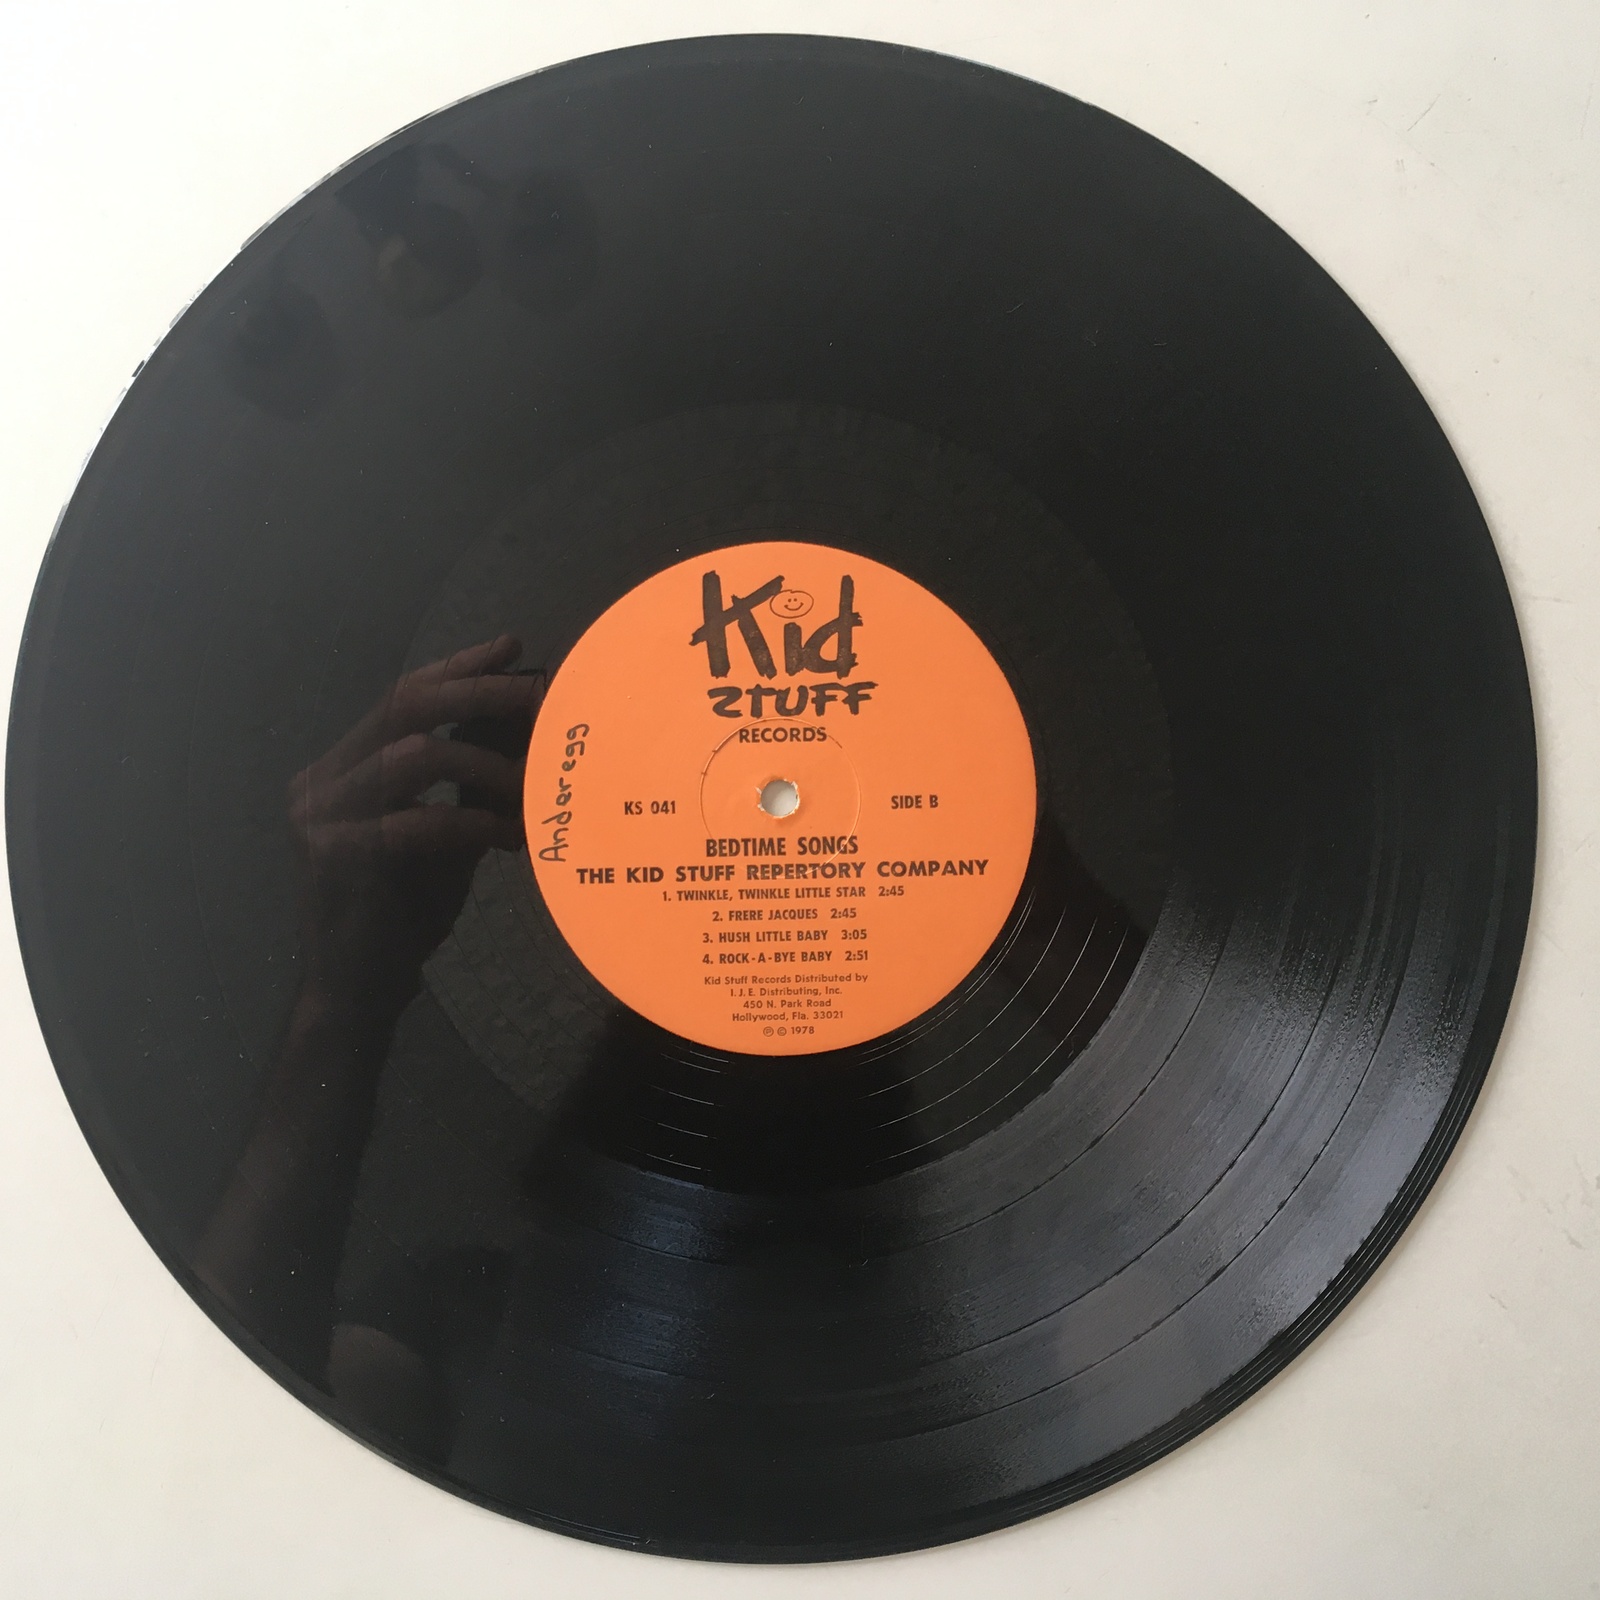 Kid
STUFF
RECORDS
Anderegg
KS 041
SIDE B
BEDTIME SONGS
THE KID STUFF REPERTORY COMPANY
1. TWINKLE, TWINKLE LITTLE STAR 2:45
2. FRERE JACQUES 2:45
3. HUSH LITTLE BABY 3:05
4. ROCK-A-BYE BABY 2:51
Kid Stuff Records Distributed by
I. J. E. Distributing, Inc.
450 N. Park Road
Hollywood, Fla. 33021
℗ © 1978